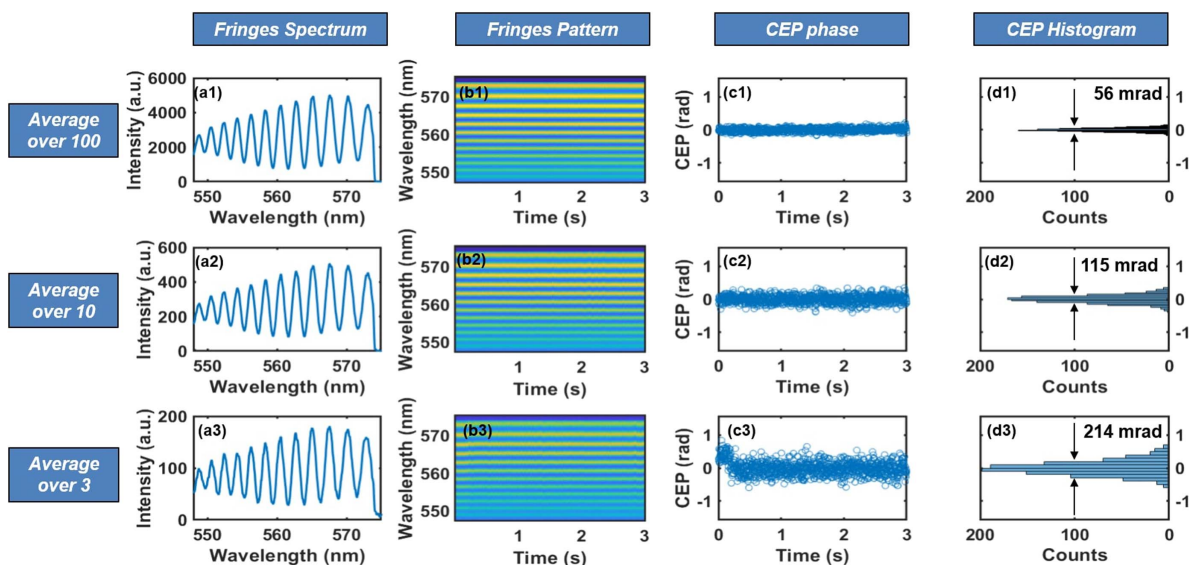 Fringes Spectrum
Fringes Pattern
CEP phase
CEP Histogram
Average
over 100
(a1)
6000
4000
2000
0
Intensity (a.u.)
550
560
570
Wavelength (nm)
(b1)
570
560
550
Wavelength (nm)
1
2
3
Time (s)
(c1)
1
0
-1
CEP (rad)
0
1
2
3
Time (s)
(d1)
56 mrad
1
0
-1
200
100
0
Counts
Average
over 10
(a2)
600
400
200
0
Intensity (a.u.)
550
560
570
Wavelength (nm)
(b2)
570
560
550
Wavelength (nm)
1
2
3
Time (s)
(c2)
1
0
-1
CEP (rad)
0
1
2
3
Time (s)
(d2)
115 mrad
1
0
-1
200
100
0
Counts
Average
over 3
(a3)
200
100
0
Intensity (a.u.)
550
560
570
Wavelength (nm)
(b3)
570
560
550
Wavelength (nm)
1
2
3
Time (s)
(c3)
1
0
-1
CEP (rad)
0
1
2
3
Time (s)
(d3)
214 mrad
1
0
-1
200
100
0
Counts